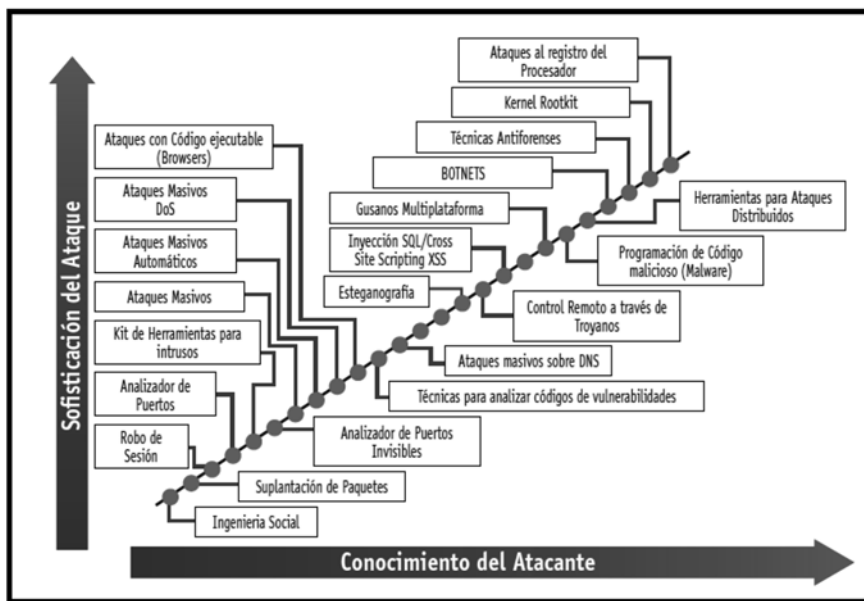 Sofisticación del Ataque
Ataques al registro del
Procesador
Kernel Rootkit
Técnicas Antiforenses
BOTNETS
Gusanos Multiplataforma
Inyección SQL/Cross
Site Scripting XSS
Esteganografía
Ataques con Código ejecutable
(Browsers)
Ataques Masivos
DoS
Ataques Masivos
Automáticos
Ataques Masivos
Kit de Herramientas para
intrusos
Analizador de
Puertos
Robo de
Sesión
Herramientas para Ataques
Distribuidos
Programación de Código
malicioso (Malware)
Control Remoto a través de
Troyanos
Ataques masivos sobre DNS
Técnicas para analizar códigos de vulnerabilidades
Analizador de Puertos
Invisibles
Suplantación de Paquetes
Ingenieria Social
Conocimiento del Atacante